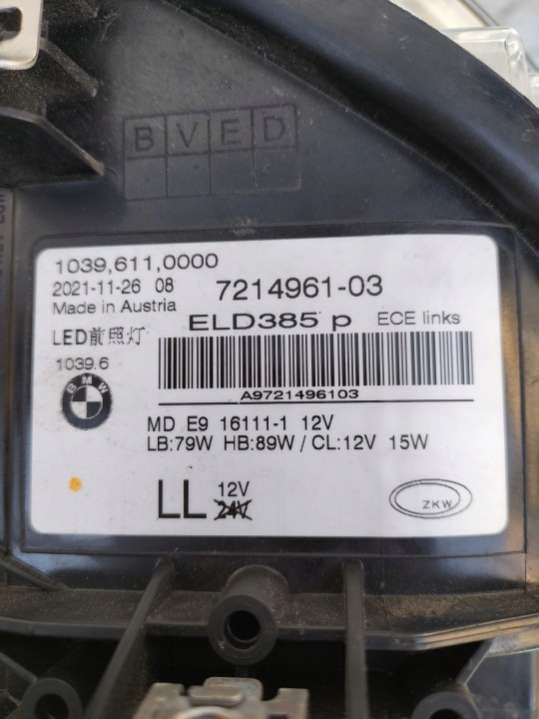 B V E D
1039,611,0000
2021-11-26 08 7214961-03
Made in Austria
ELD385 p ECE links
LED前照灯
1039.6
BMW
A9721496103
MD E9 16111-1 12V
LB:79W HB:89W / CL:12V 15W
LL 12V
24V
ZKW